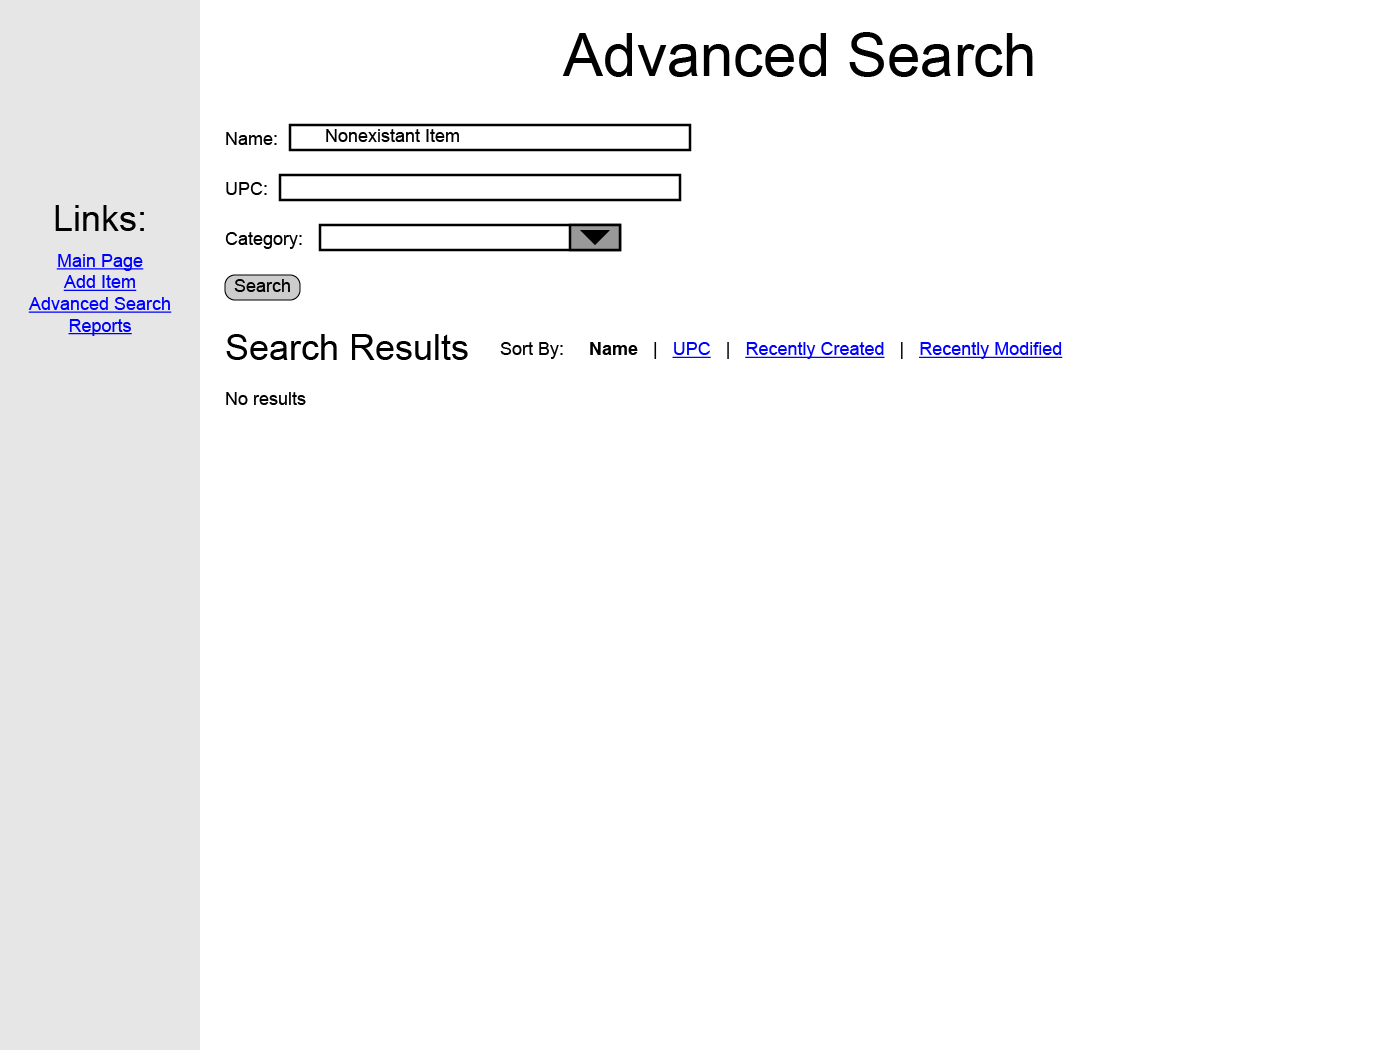 Advanced Search
Name: Nonexistant Item
UPC:
Category:
Search
Links:
Main Page
Add Item
Advanced Search
Reports
Search Results Sort By: Name | UPC | Recently Created | Recently Modified
No results